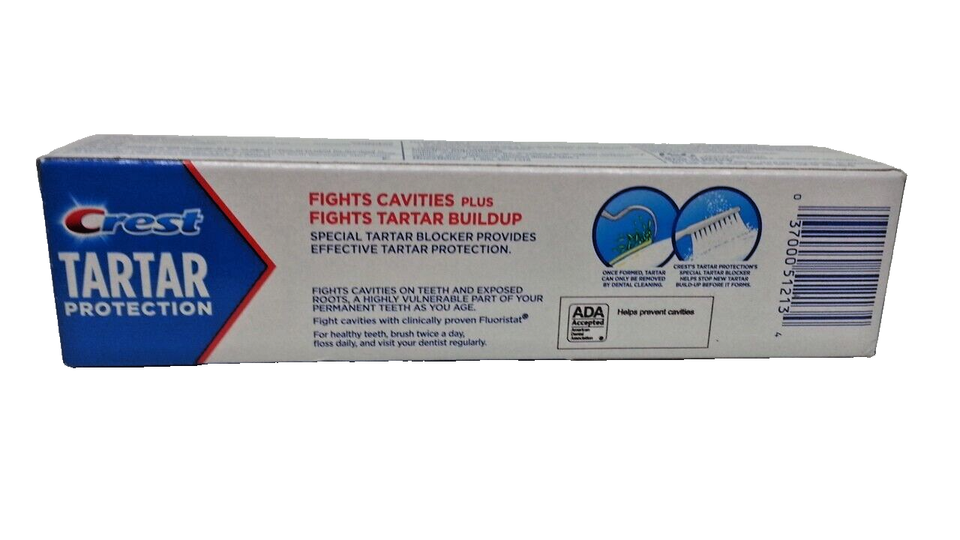 Crest
TARTAR
PROTECTION
FIGHTS CAVITIES PLUS
FIGHTS TARTAR BUILDUP
SPECIAL TARTAR BLOCKER PROVIDES
EFFECTIVE TARTAR PROTECTION.
FIGHTS CAVITIES ON TEETH AND EXPOSED
ROOTS, A HIGHLY VULNERABLE PART OF YOUR
PERMANENT TEETH AS YOU AGE.
Fight cavities with clinically proven Fluoristat®
For healthy teeth, brush twice a day,
floss daily, and visit your dentist regularly.
ONCE FORMED, TARTAR
CAN ONLY BE REMOVED
BY DENTAL CLEANING.
CREST'S TARTAR PROTECTION'S
SPECIAL TARTAR BLOCKER
HELPS STOP NEW TARTAR
BUILD-UP BEFORE IT FORMS.
ADA
Accepted
American
Dental
Association
Helps prevent cavities
0 37000 51213 4